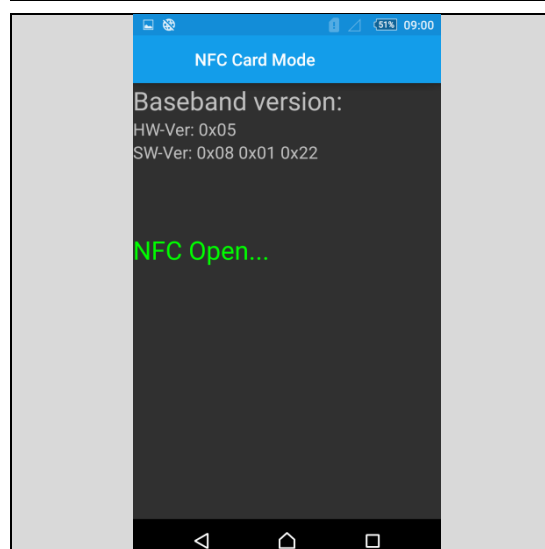 51% 09:00
NFC Card Mode
Baseband version:
HW-Ver: 0x05
SW-Ver: 0x08 0x01 0x22
NFC Open...